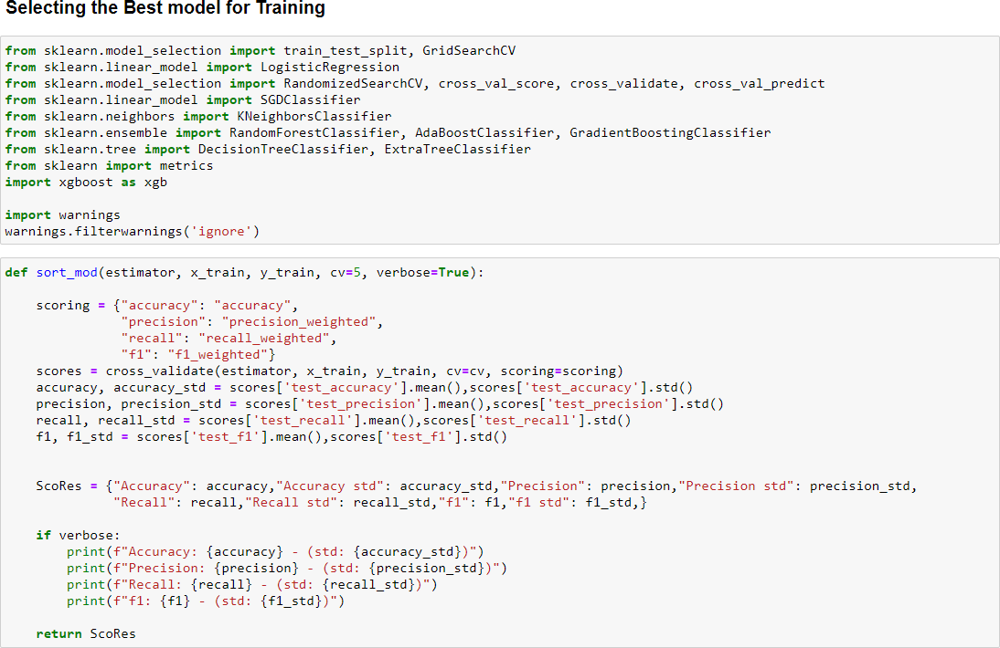 Selecting the Best model for Training
from sklearn.model_selection import train_test_split, GridSearchCV
from sklearn.linear_model import LogisticRegression
from sklearn.model_selection import RandomizedSearchCV, cross_val_score, cross_validate, cross_val_predict
from sklearn.linear_model import SGDClassifier
from sklearn.neighbors import KNeighborsClassifier
from sklearn.ensemble import RandomForestClassifier, AdaBoostClassifier, GradientBoostingClassifier
from sklearn.tree import DecisionTreeClassifier, ExtraTreeClassifier
from sklearn import metrics
import xgboost as xgb
import warnings
warnings.filterwarnings('ignore')
def sort_mod(estimator, x_train, y_train, cv=5, verbose=True):
    scoring = {"accuracy": "accuracy",
               "precision": "precision_weighted",
               "recall": "recall_weighted",
               "f1": "f1_weighted"}
    scores = cross_validate(estimator, x_train, y_train, cv=cv, scoring=scoring)
    accuracy, accuracy_std = scores['test_accuracy'].mean(),scores['test_accuracy'].std()
    precision, precision_std = scores['test_precision'].mean(),scores['test_precision'].std()
    recall, recall_std = scores['test_recall'].mean(),scores['test_recall'].std()
    f1, f1_std = scores['test_f1'].mean(),scores['test_f1'].std()
    ScoRes = {"Accuracy": accuracy,"Accuracy std": accuracy_std,"Precision": precision,"Precision std": precision_std,
              "Recall": recall,"Recall std": recall_std,"f1": f1,"f1 std": f1_std,}
    if verbose:
        print(f"Accuracy: {accuracy} - (std: {accuracy_std})")
        print(f"Precision: {precision} - (std: {precision_std})")
        print(f"Recall: {recall} - (std: {recall_std})")
        print(f"f1: {f1} - (std: {f1_std})")
    return ScoRes